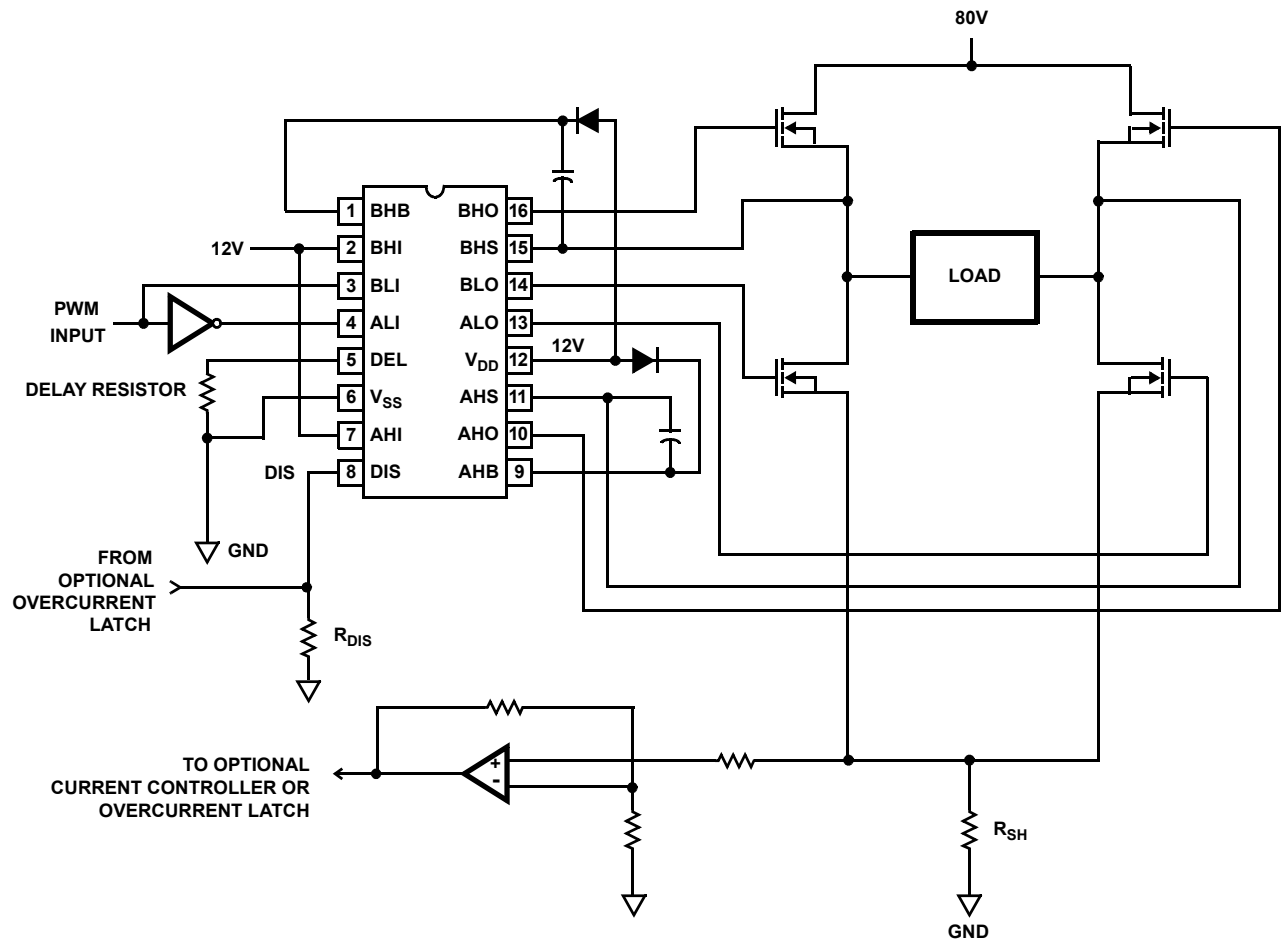 80V
1 BHB BHO 16
12V 2 BHI BHS 15
3 BLI BLO 14
LOAD
PWM
INPUT
4 ALI ALO 13
12V
5 DEL VDD 12
DELAY RESISTOR
6 VSS AHS 11
7 AHI AHO 10
DIS 8 DIS AHB 9
GND
FROM
OPTIONAL
OVERCURRENT
LATCH
RDIS
TO OPTIONAL
CURRENT CONTROLLER OR
OVERCURRENT LATCH
+
-
RSH
GND